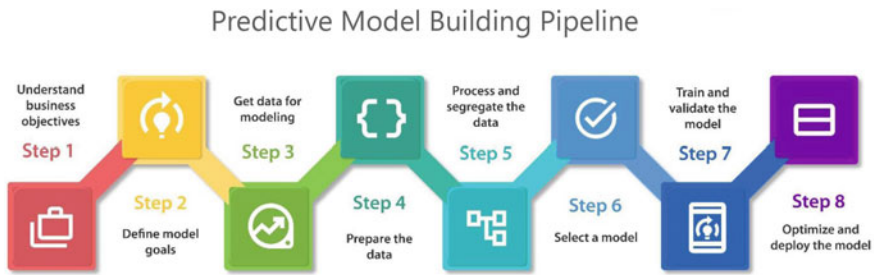 Predictive Model Building Pipeline
Understand
business
objectives
Step 1
Step 2
Define model
goals
Get data for
modeling
Step 3
Step 4
Prepare the
data
Process and
segregate the
data
Step 5
Step 6
Select a model
Train and
validate the
model
Step 7
Step 8
Optimize and
deploy the model